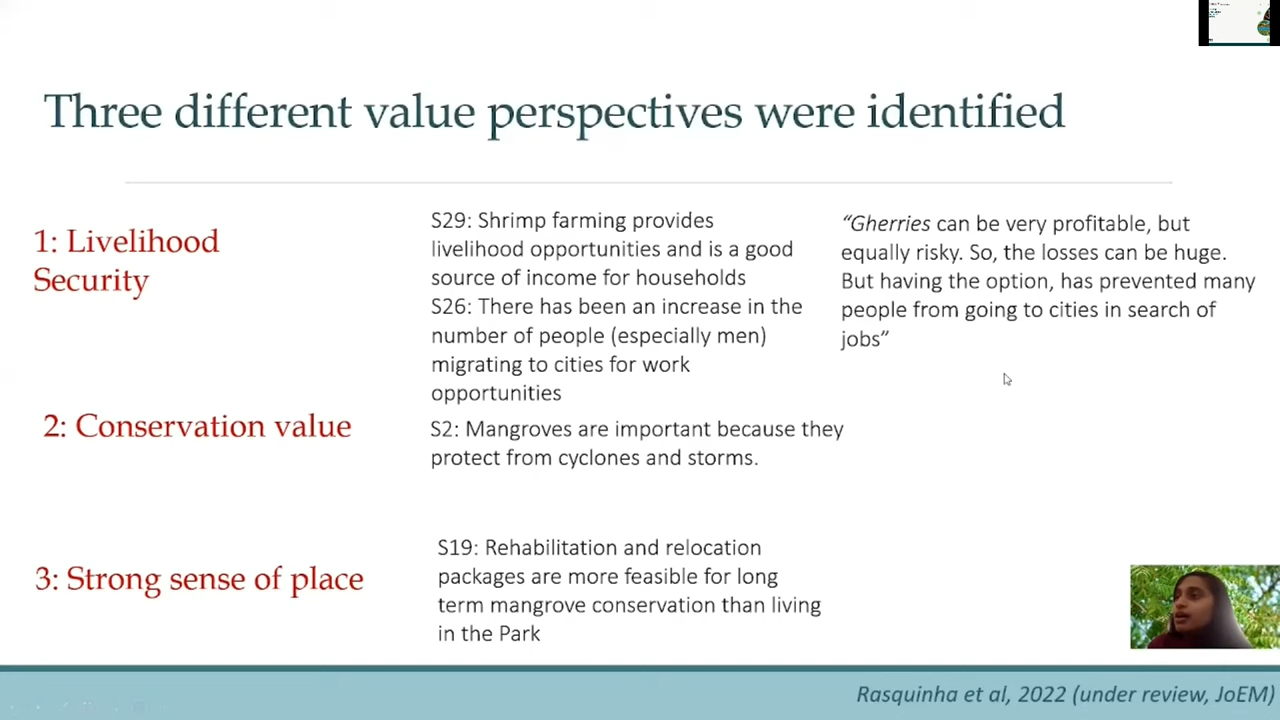 Three different value perspectives were identified
1: Livelihood
Security
S29: Shrimp farming provides
livelihood opportunities and is a good
source of income for households
S26: There has been an increase in the
number of people (especially men)
migrating to cities for work
opportunities
“Gherries can be very profitable, but
equally risky. So, the losses can be huge.
But having the option, has prevented many
people from going to cities in search of
jobs”
2: Conservation value
S2: Mangroves are important because they
protect from cyclones and storms.
3: Strong sense of place
S19: Rehabilitation and relocation
packages are more feasible for long
term mangrove conservation than living
in the Park
Rasquinha et al, 2022 (under review, JoEM)